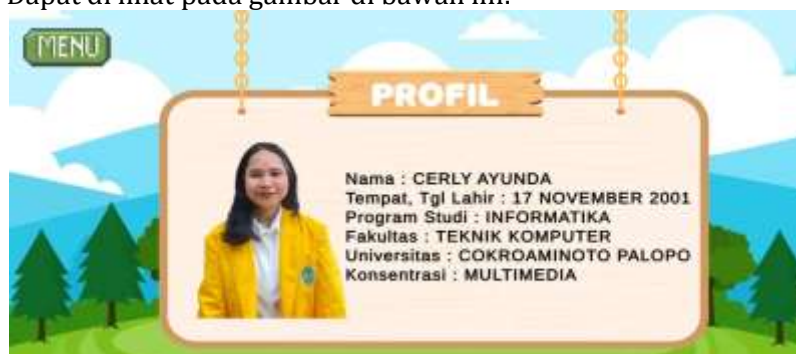 Dapat di lihat pada gambar di bawah ini:
MENU
PROFIL
Nama : CERLY AYUNDA
Tempat, Tgl Lahir : 17 NOVEMBER 2001
Program Studi : INFORMATIKA
Fakultas : TEKNIK KOMPUTER
Universitas : COKROAMINOTO PALOPO
Konsentrasi : MULTIMEDIA